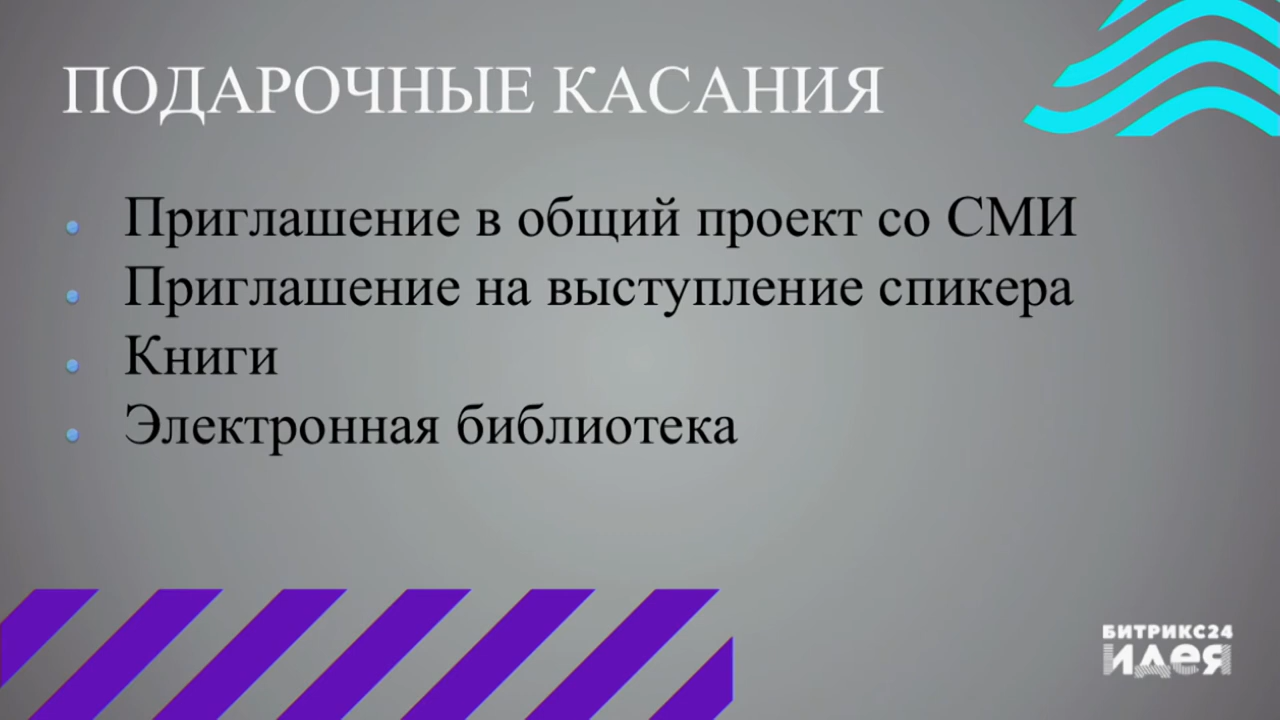 ПОДАРОЧНЫЕ КАСАНИЯ
Приглашение в общий проект со СМИ
Приглашение на выступление спикера
Книги
Электронная библиотека
БИТРИКС24
идея